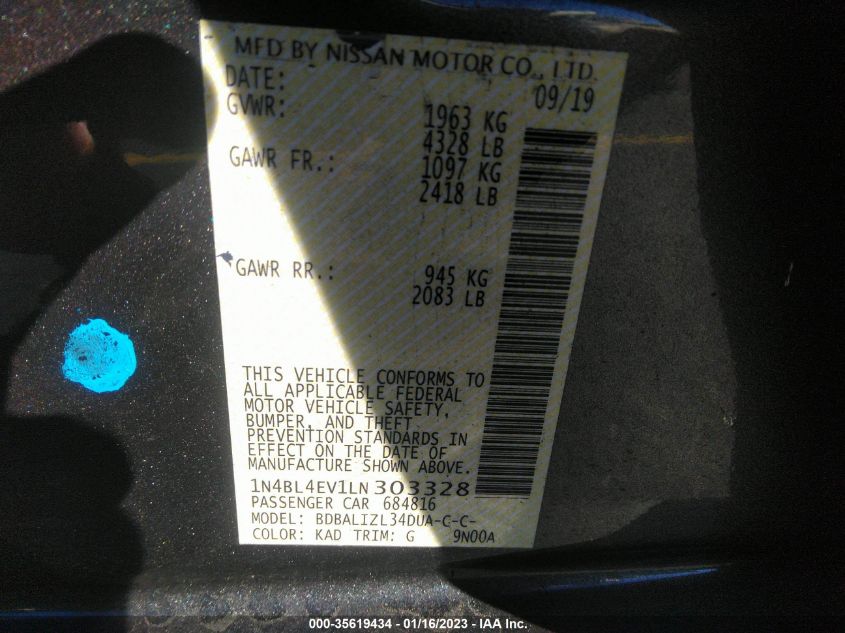 MFD BY NISSAN MOTOR CO., LTD.
DATE: 09/19
GVWR: 1963 KG
4328 LB
GAWR FR.: 1097 KG
2418 LB
GAWR RR.: 945 KG
2083 LB
THIS VEHICLE CONFORMS TO
ALL APPLICABLE FEDERAL
MOTOR VEHICLE SAFETY,
BUMPER, AND THEFT
PREVENTION STANDARDS IN
EFFECT ON THE DATE OF
MANUFACTURE SHOWN ABOVE.
1N4BL4EV1LN303328
PASSENGER CAR 684816
MODEL: BDBALIZL34DUA-C-C-
COLOR: KAD TRIM: G 9N00A
000-35619434 - 01/16/2023 - IAA Inc.